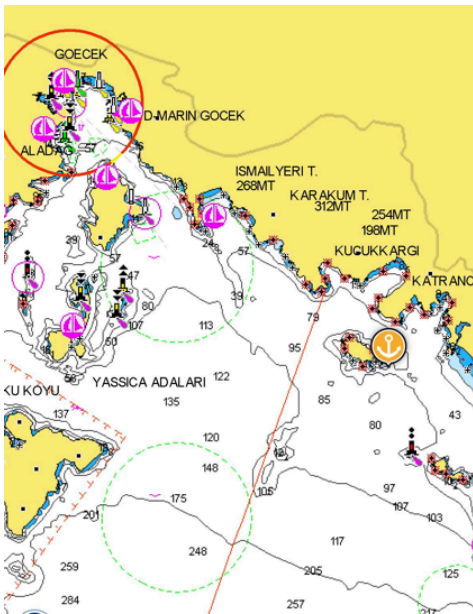 GOECEK
D-MARIN GOCEK
57
ALADAG
ISMAILYERI T.
268MT
KARAKUM T.
312MT
254MT
198MT
29
24
57
KUCUKKARGI
57
47
39
KATRANC
80
79
107
113
50
95
YASSICA ADALARI
122
KU KOYU
135
85
137
43
80
120
148
105
97
175
107
201
103
248
117
259
205
125
284
257